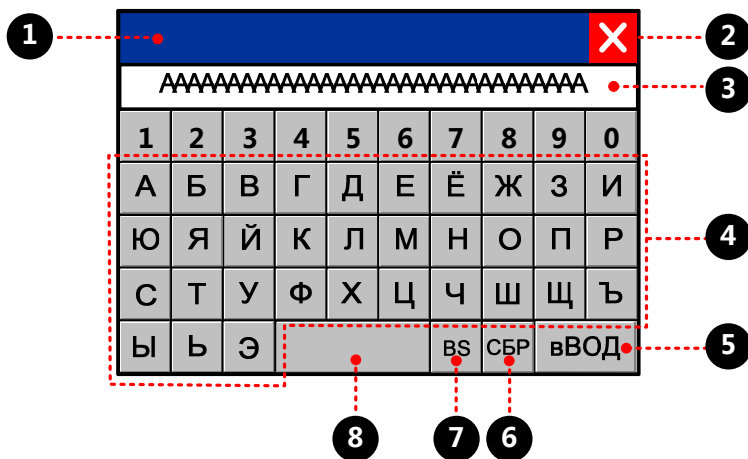 1
2
АААААААААААААААААААААААААААААААА
3
1 2 3 4 5 6 7 8 9 0
А Б В Г Д Е Ё Ж З И
Ю Я Й К Л М Н О П Р
4
С Т У Ф Х Ц Ч Ш Щ Ъ
Ы Ь Э BS СБР вВОД
5
8 7 6